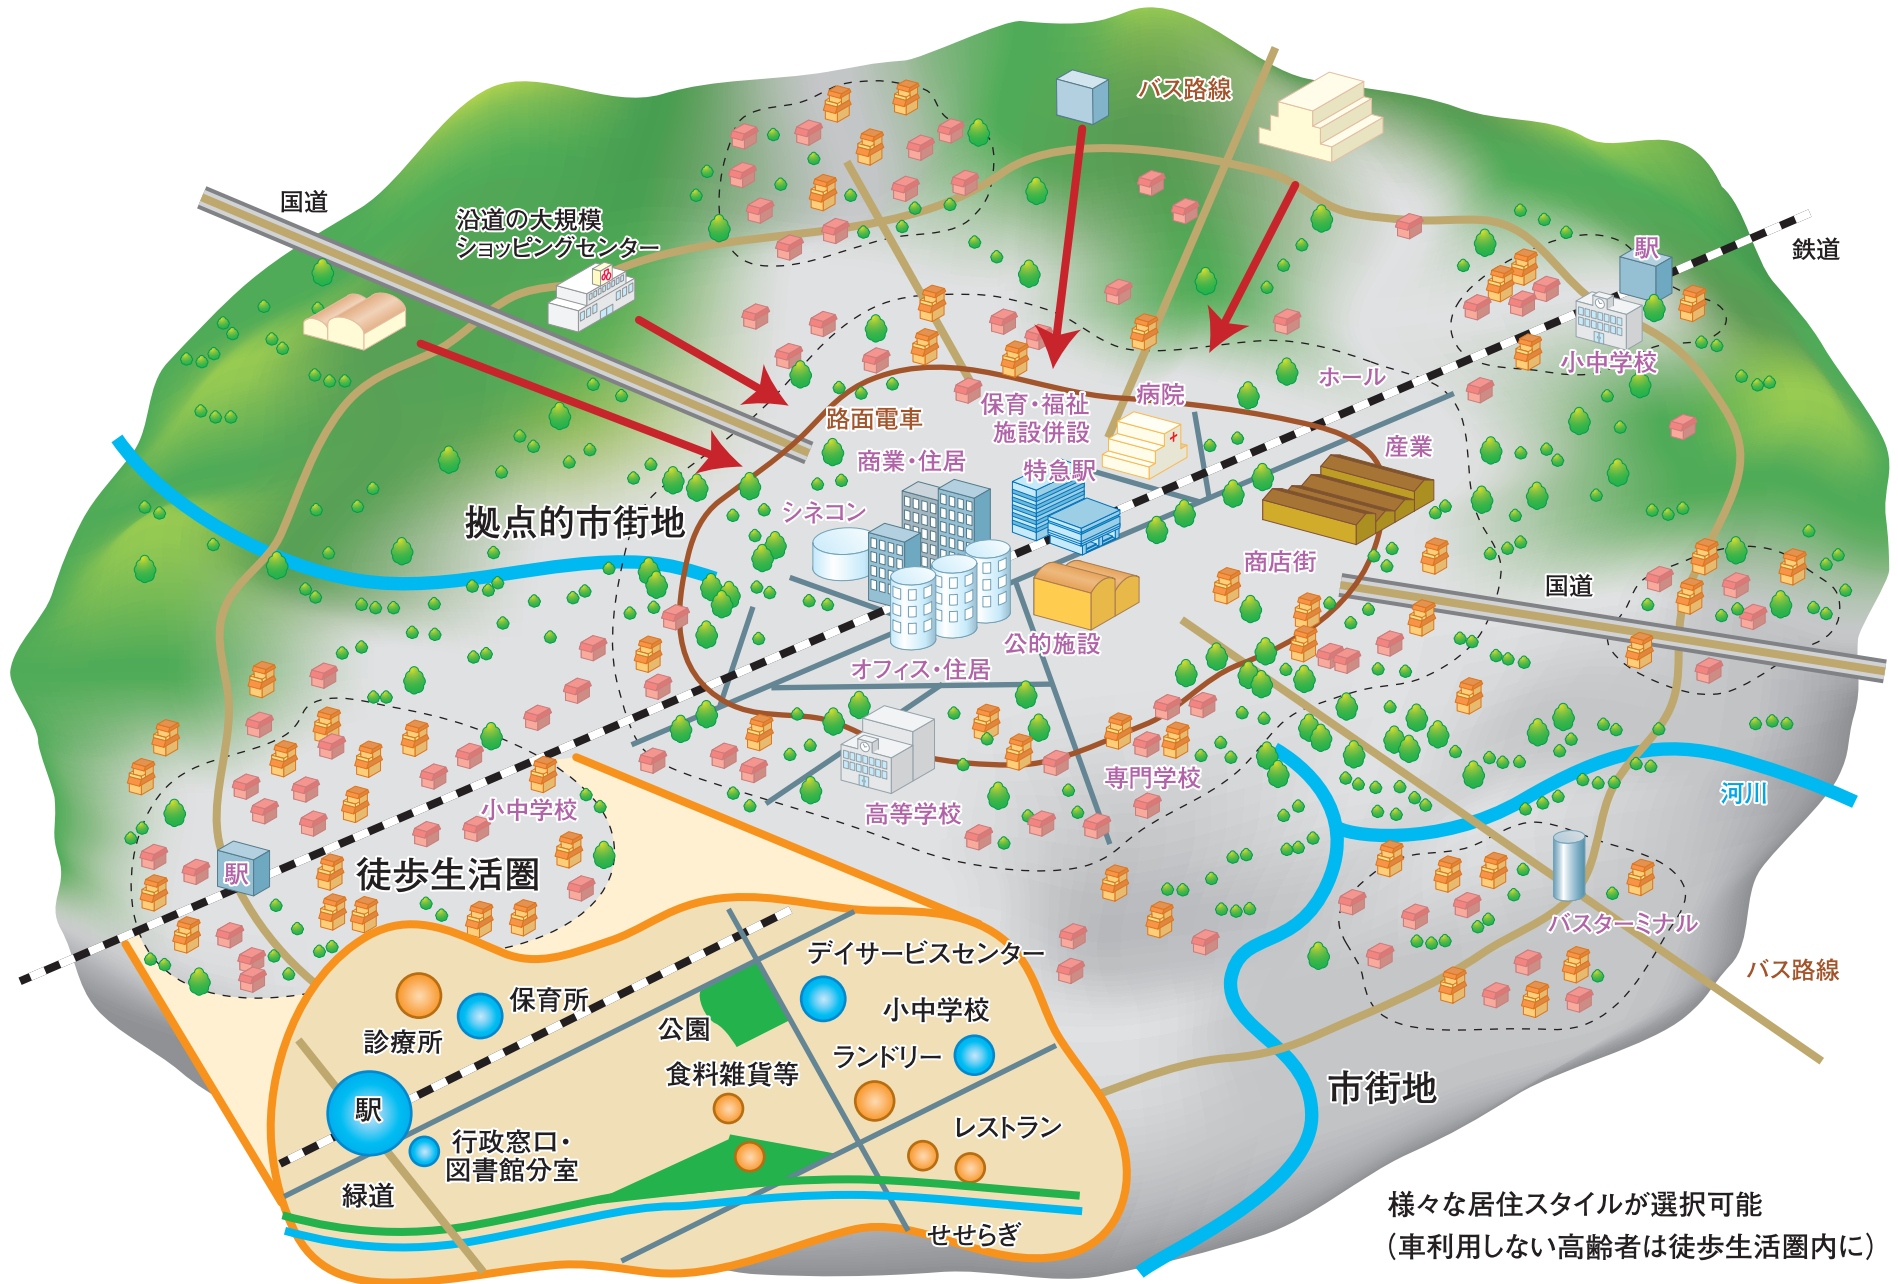 バス路線
国道
沿道の大規模
ショッピングセンター
駅
鉄道
小中学校
ホール
病院
保育・福祉
施設併設
路面電車
産業
商業・住居
特急駅
シネコン
拠点的市街地
商店街
国道
公的施設
オフィス・住居
専門学校
河川
小中学校
高等学校
駅
徒歩生活圏
バスターミナル
デイサービスセンター
バス路線
保育所
小中学校
公園
診療所
ランドリー
食料雑貨等
市街地
駅
レストラン
行政窓口・
図書館分室
緑道
せせらぎ
様々な居住スタイルが選択可能
（車利用しない高齢者は徒歩生活圏内に）